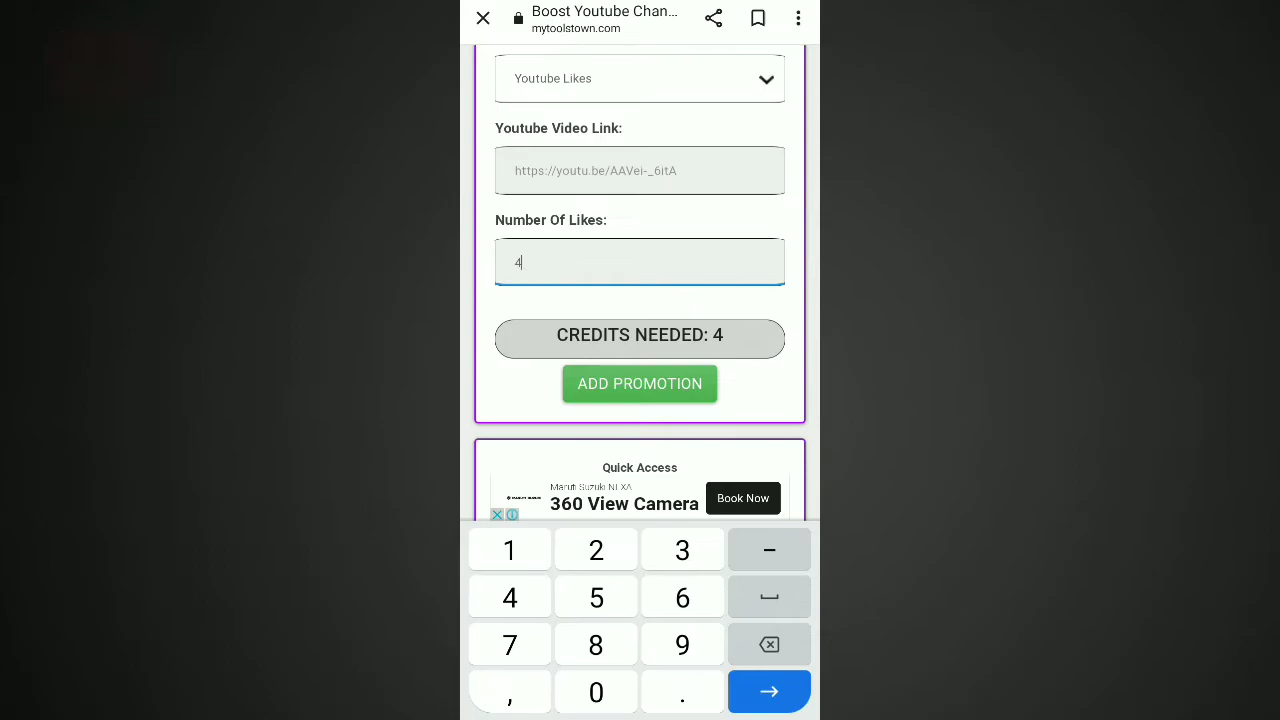 Boost Youtube Chan...
mytoolstown.com
Youtube Likes
Youtube Video Link:
https://youtu.be/AAVei-_6itA
Number Of Likes:
4
CREDITS NEEDED: 4
ADD PROMOTION
Quick Access
Maruti Suzuki NEXA
360 View Camera
Book Now
1 2 3 –
4 5 6
7 8 9
, 0 .